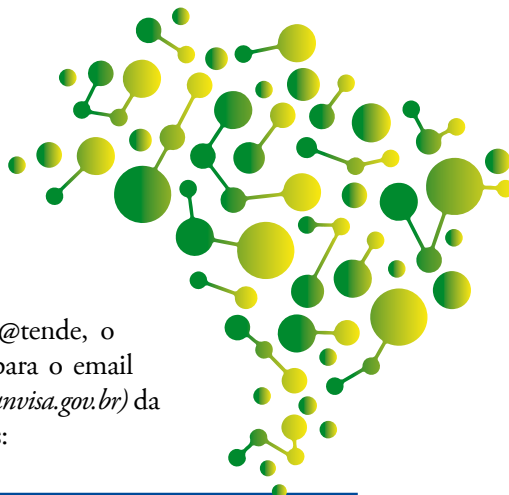 @tende, o
para o email
nvisa.gov.br) da
s: